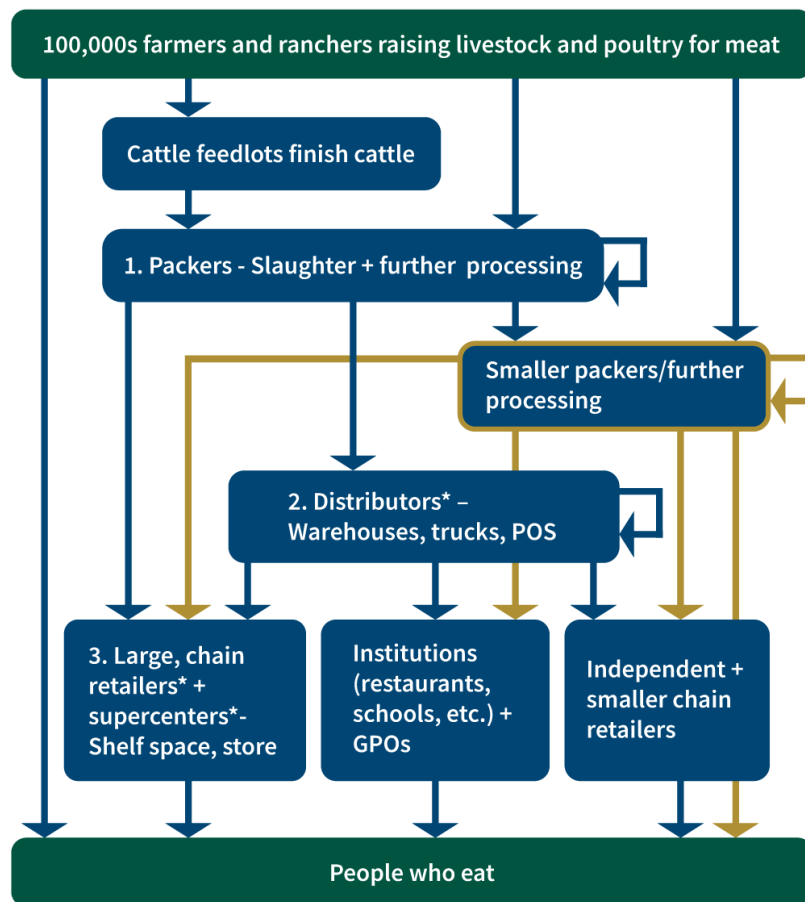 100,000s farmers and ranchers raising livestock and poultry for meat
Cattle feedlots finish cattle
1. Packers - Slaughter + further processing
Smaller packers/further
processing
2. Distributors* –
Warehouses, trucks, POS
3. Large, chain
retailers* +
supercenters*-
Shelf space, store
Institutions
(restaurants,
schools, etc.) +
GPOs
Independent +
smaller chain
retailers
People who eat